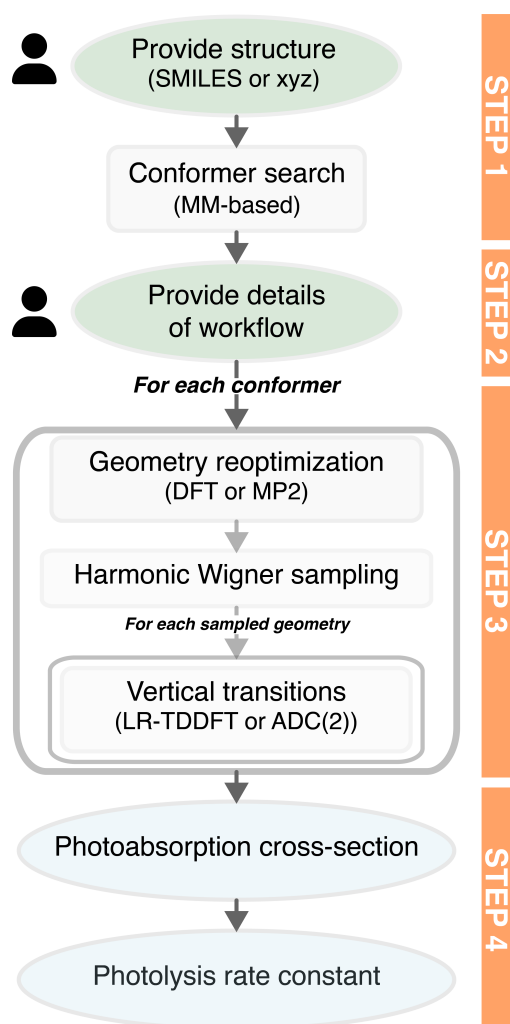 Provide structure
(SMILES or xyz)
STEP 1
Conformer search
(MM-based)
Provide details
of workflow
STEP 2
For each conformer
Geometry reoptimization
(DFT or MP2)
Harmonic Wigner sampling
For each sampled geometry
Vertical transitions
(LR-TDDFT or ADC(2))
STEP 3
Photoabsorption cross-section
Photolysis rate constant
STEP 4